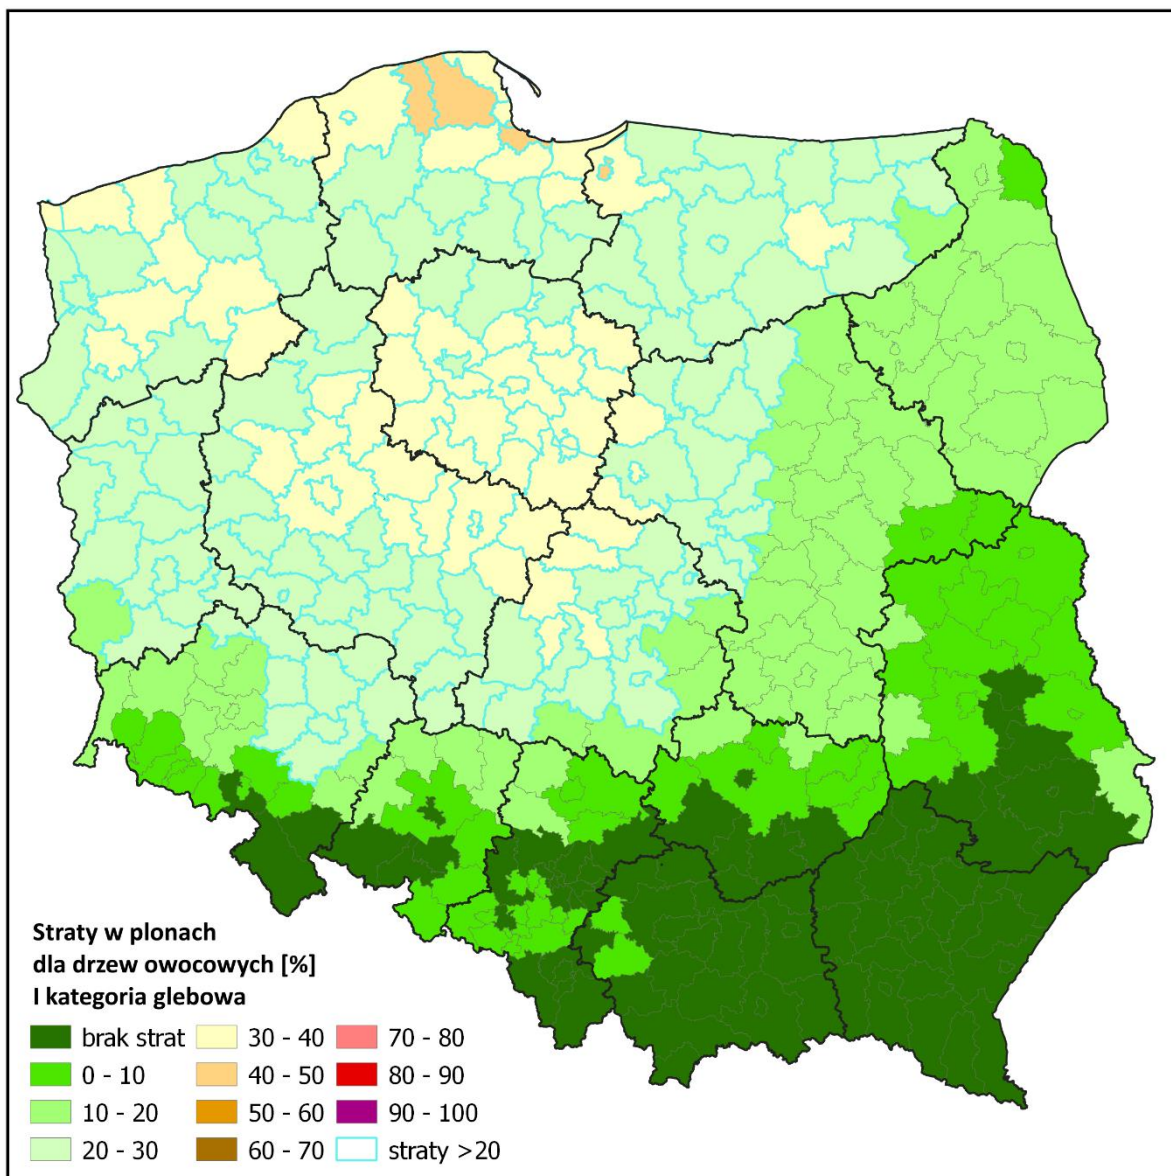 Straty w plonach
dla drzew owocowych [%]
I kategoria glebowa
brak strat
0 - 10
10 - 20
20 - 30
30 - 40
40 - 50
50 - 60
60 - 70
70 - 80
80 - 90
90 - 100
straty >20